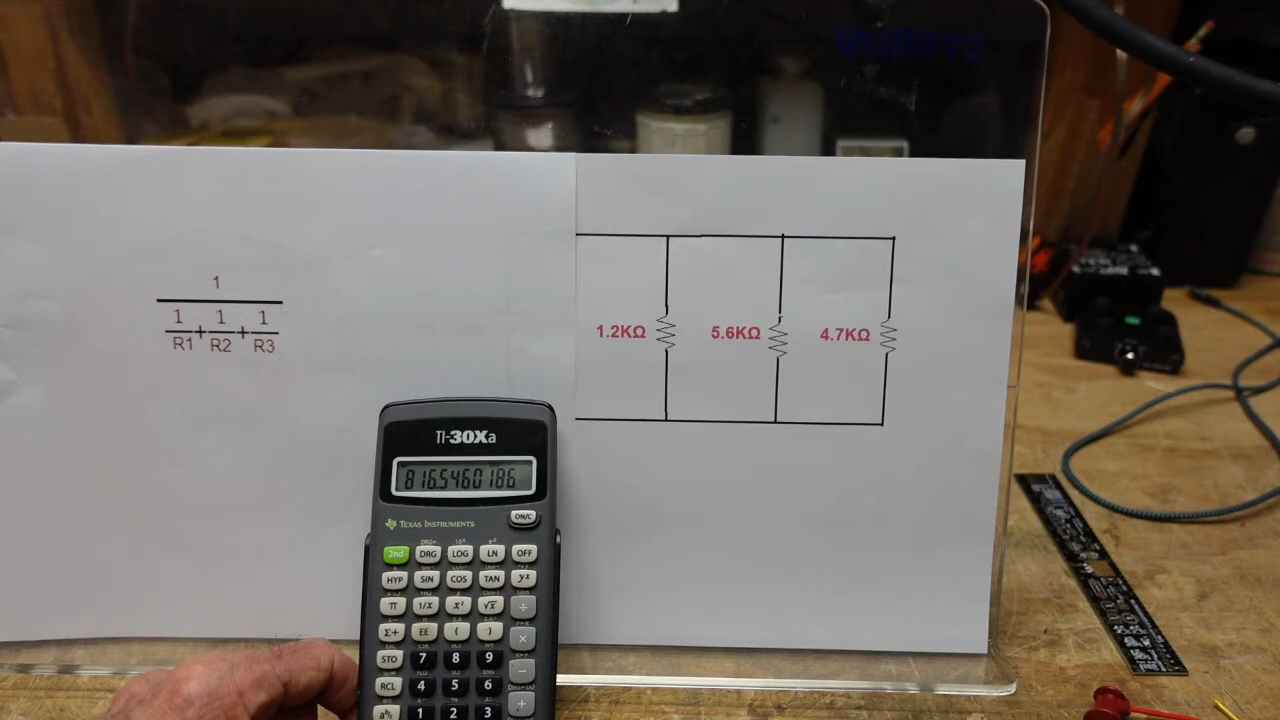 1
1 + 1 + 1
R1 R2 R3
1.2KΩ 5.6KΩ 4.7KΩ
TI-30Xa
816.5460186
TEXAS INSTRUMENTS
ON/C
2nd DRG LOG LN OFF
HYP SIN COS TAN yx
π 1/x x² √x ÷
Σ+ EE ( ) ×
STO 7 8 9 −
RCL 4 5 6 +
ab/c 1 2 3